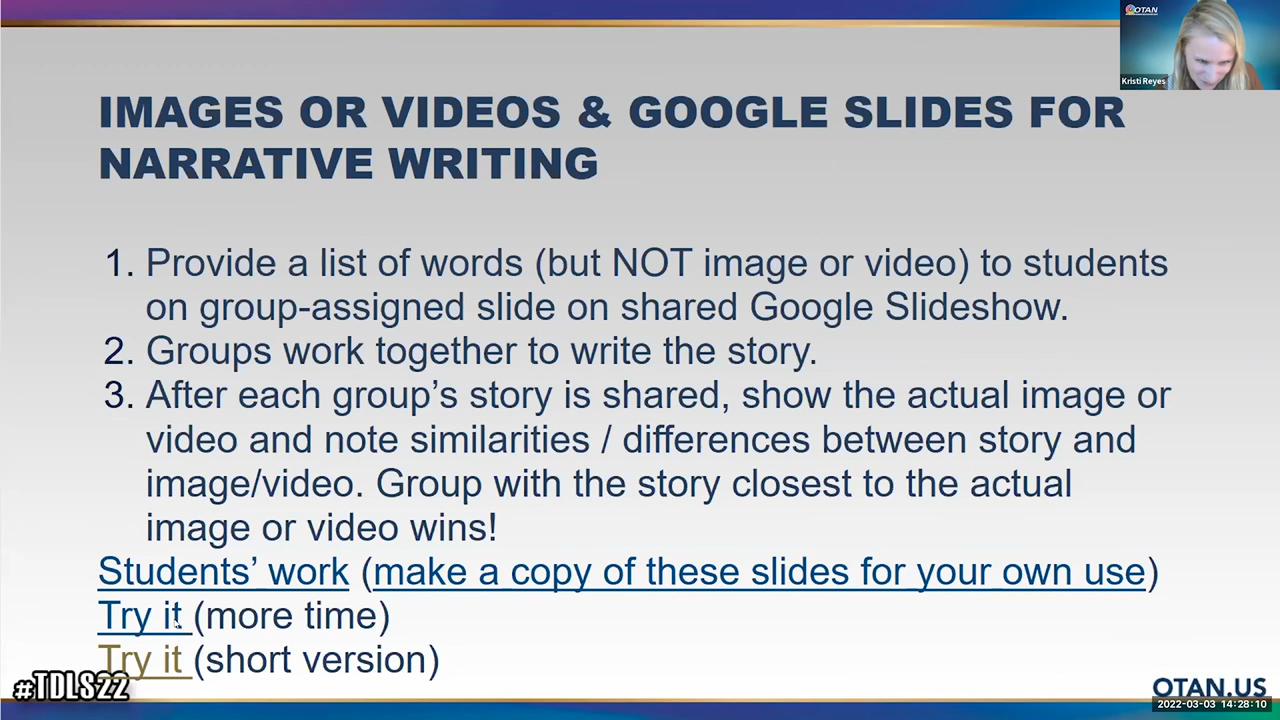 OTAN
Kristi Reyes
IMAGES OR VIDEOS & GOOGLE SLIDES FOR
NARRATIVE WRITING
1. Provide a list of words (but NOT image or video) to students
on group-assigned slide on shared Google Slideshow.
2. Groups work together to write the story.
3. After each group’s story is shared, show the actual image or
video and note similarities / differences between story and
image/video. Group with the story closest to the actual
image or video wins!
Students’ work (make a copy of these slides for your own use)
Try it (more time)
Try it (short version)
#TDLS22
OTAN.US
2022-03-03 14:28:10